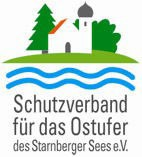 Schutzverband
für das Ostufer
des Starnberger Sees e.V.